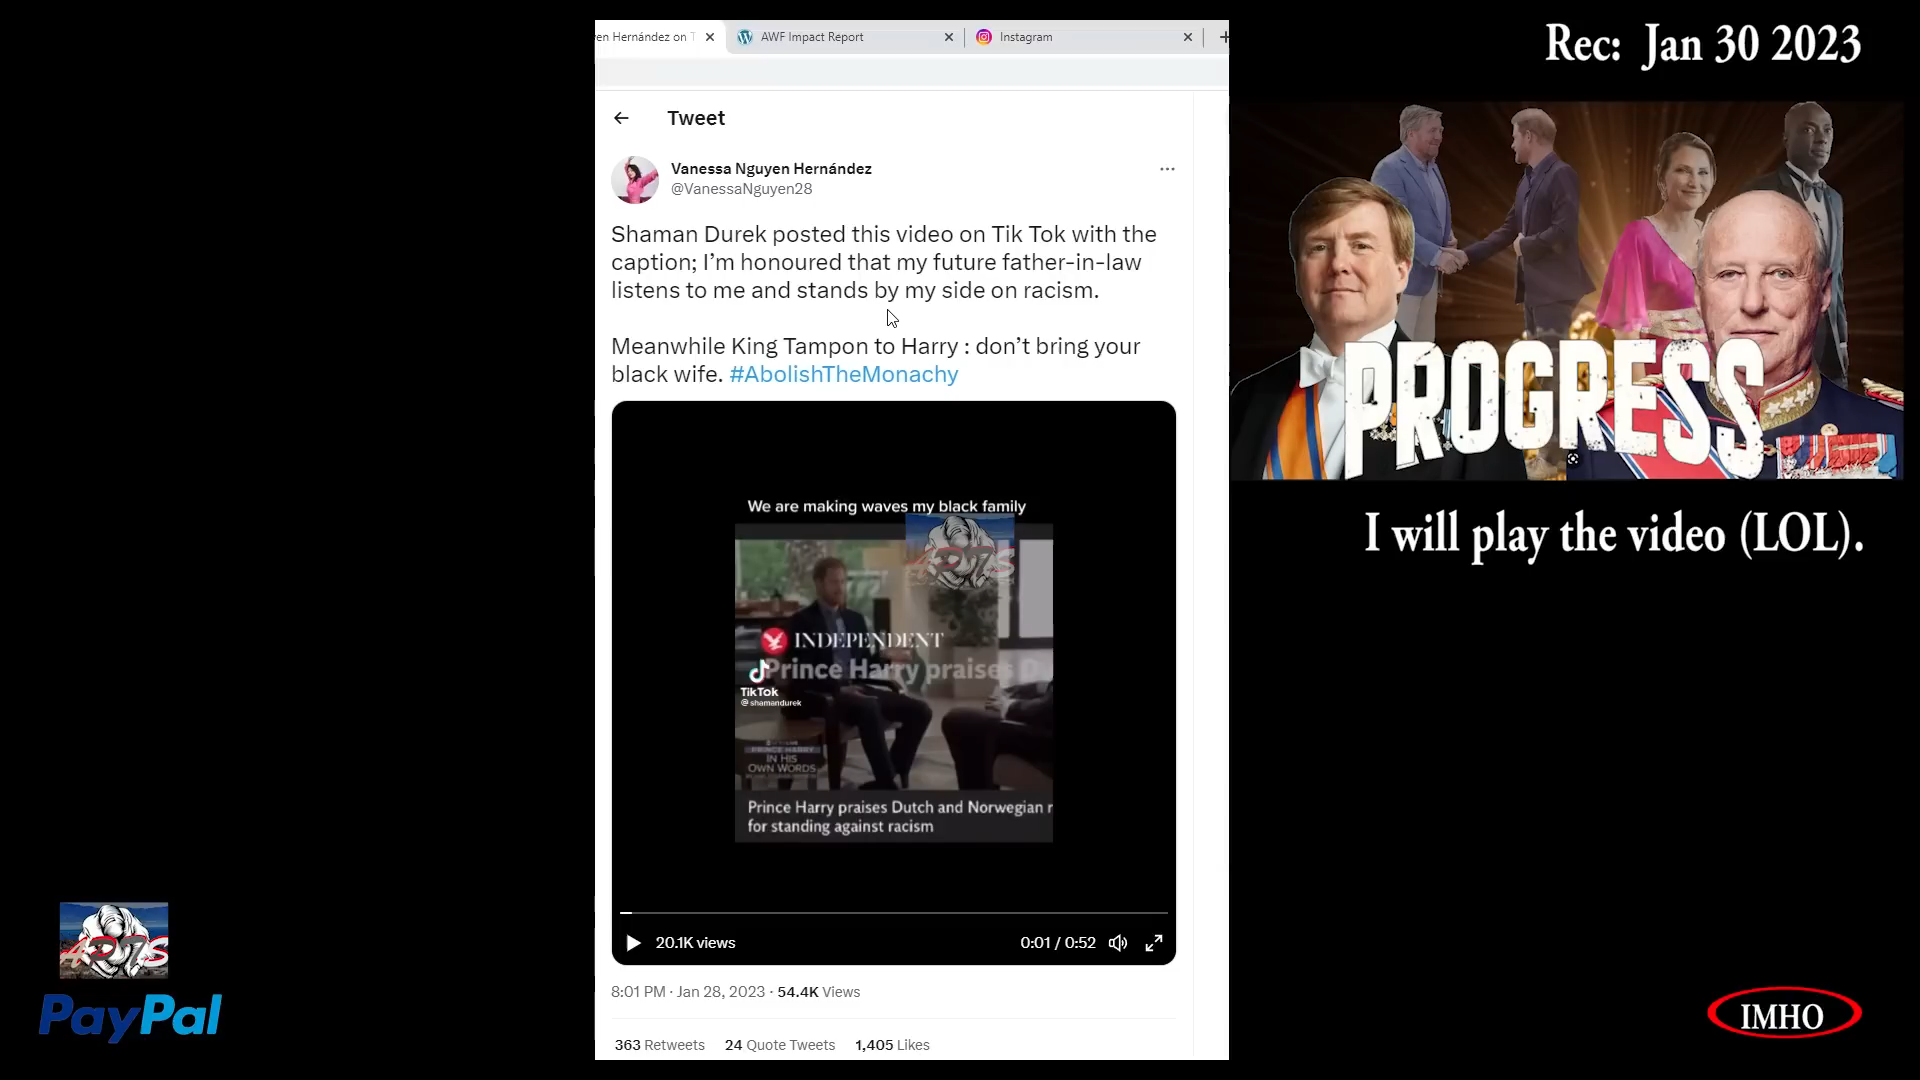 en Hernández on T
AWF Impact Report
Instagram
Rec: Jan 30 2023
Tweet
Vanessa Nguyen Hernández
@VanessaNguyen28
Shaman Durek posted this video on Tik Tok with the
caption; I'm honoured that my future father-in-law
listens to me and stands by my side on racism.
Meanwhile King Tampon to Harry : don't bring your
black wife. #AbolishTheMonachy
We are making waves my black family
INDEPENDENT
Prince Harry praises D
TikTok
@shamandurek
PRINCE HARRY
IN HIS
OWN WORDS
Prince Harry praises Dutch and Norwegian r
for standing against racism
20.1K views
0:01 / 0:52
8:01 PM · Jan 28, 2023 · 54.4K Views
363 Retweets 24 Quote Tweets 1,405 Likes
PROGRESS
I will play the video (LOL).
PayPal
IMHO